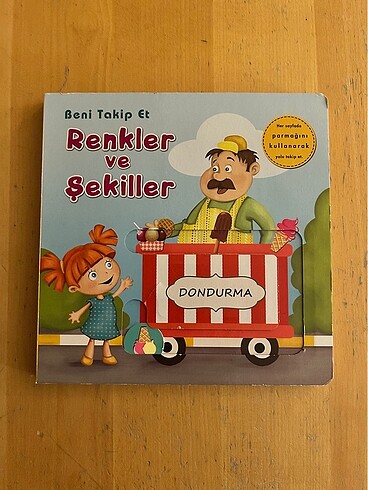 Beni Takip Et
Renkler
ve
Şekiller
Her sayfada
parmağını
kullanarak
yolu takip et.
DONDURMA